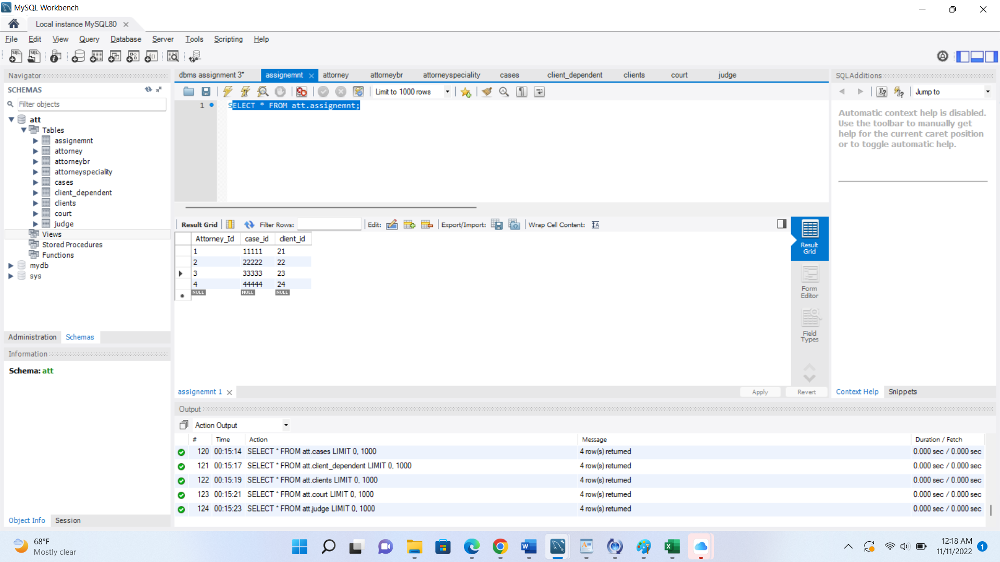 MySQL Workbench
Local instance MySQL80
File Edit View Query Database Server Tools Scripting Help
Navigator
SCHEMAS
Filter objects
att
Tables
assignemnt
attorney
attorneybr
attorneyspeciality
cases
client_dependent
clients
court
judge
Views
Stored Procedures
Functions
mydb
sys
Administration Schemas
Information
Schema: att
Object Info Session
dbms assignment 3* assignemnt attorney attorneybr attorneyspeciality cases client_dependent clients court judge
Limit to 1000 rows
1 SELECT * FROM att.assignemnt;
Result Grid Filter Rows: Edit: Export/Import: Wrap Cell Content:
Attorney_Id case_id client_id
1 11111 21
2 22222 22
3 33333 23
4 44444 24
NULL NULL NULL
Result Grid
Form Editor
Field Types
assignemnt 1 Apply Revert
SQLAdditions
Jump to
Automatic context help is disabled.
Use the toolbar to manually get
help for the current caret position
or to toggle automatic help.
Context Help Snippets
Output
Action Output
# Time Action Message Duration / Fetch
120 00:15:14 SELECT * FROM att.cases LIMIT 0, 1000 4 row(s) returned 0.000 sec / 0.000 sec
121 00:15:17 SELECT * FROM att.client_dependent LIMIT 0, 1000 4 row(s) returned 0.000 sec / 0.000 sec
122 00:15:19 SELECT * FROM att.clients LIMIT 0, 1000 4 row(s) returned 0.000 sec / 0.000 sec
123 00:15:21 SELECT * FROM att.court LIMIT 0, 1000 4 row(s) returned 0.000 sec / 0.000 sec
124 00:15:23 SELECT * FROM att.judge LIMIT 0, 1000 4 row(s) returned 0.000 sec / 0.000 sec
68°F
Mostly clear
12:18 AM
11/11/2022
1